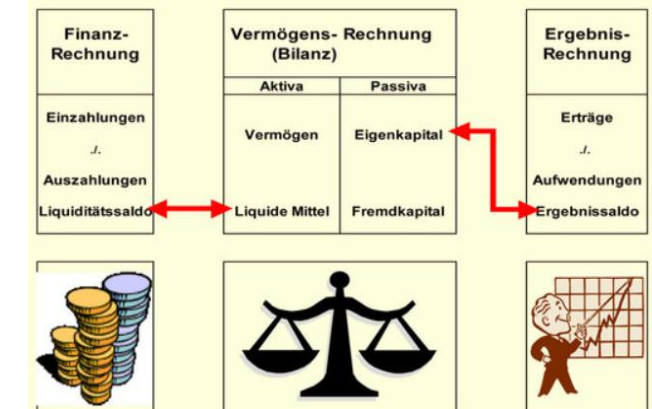 Finanz-
Rechnung
Einzahlungen
./.
Auszahlungen
Liquiditätssaldo
Vermögens- Rechnung
(Bilanz)
Aktiva Passiva
Vermögen Eigenkapital
Liquide Mittel Fremdkapital
Ergebnis-
Rechnung
Erträge
./.
Aufwendungen
Ergebnissaldo